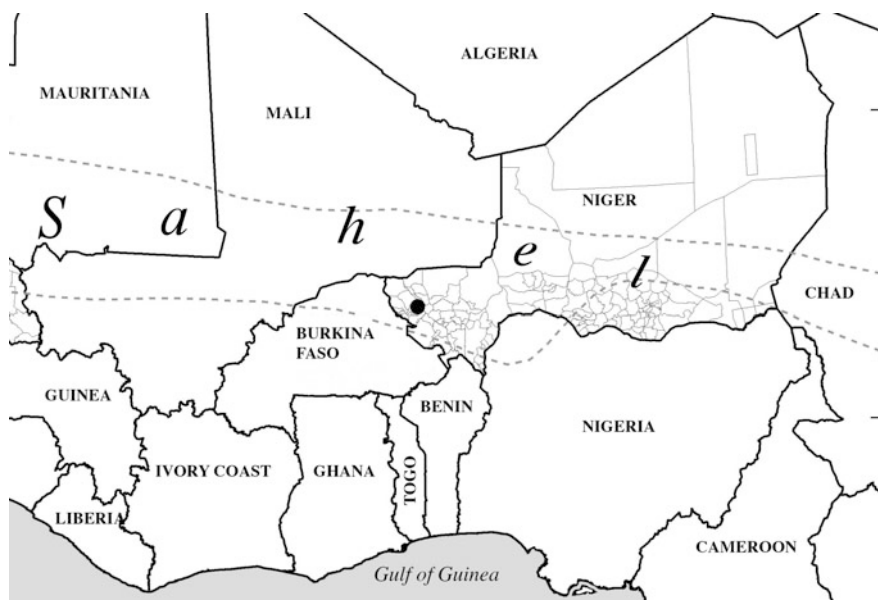 ALGERIA
MAURITANIA
MALI
NIGER
S a h e l
CHAD
BURKINA
FASO
GUINEA
BENIN
NIGERIA
IVORY COAST
GHANA
TOGO
LIBERIA
CAMEROON
Gulf of Guinea